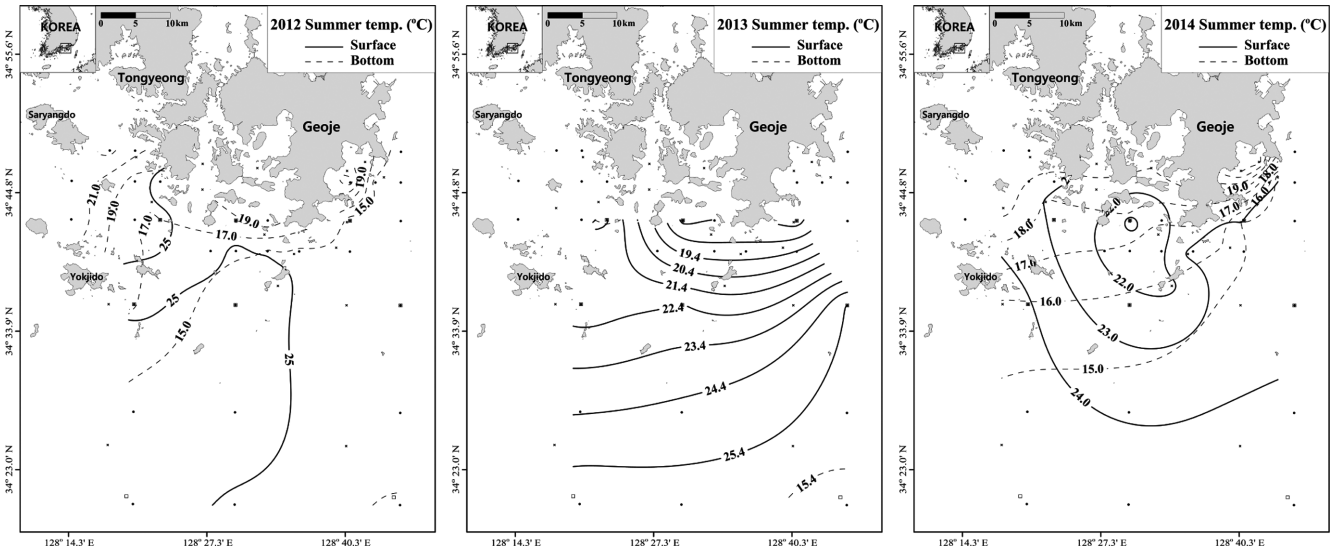 KOREA
0 5 10km
2012 Summer temp. (ºC)
Surface
Bottom
Tongyeong
Saryangdo
Geoje
Yokjido
21.0
19.0
17.0
25
19.0
17.0
19.0
15.0
25
15.0
25
34° 55.6' N
34° 44.8' N
34° 33.9' N
34° 23.0' N
128° 14.3' E 128° 27.3' E 128° 40.3' E
KOREA
0 5 10km
2013 Summer temp. (ºC)
Surface
Bottom
Tongyeong
Saryangdo
Geoje
Yokjido
19.4
20.4
21.4
22.4
23.4
24.4
25.4
15.4
34° 55.6' N
34° 44.8' N
34° 33.9' N
34° 23.0' N
128° 14.3' E 128° 27.3' E 128° 40.3' E
KOREA
0 5 10km
2014 Summer temp. (ºC)
Surface
Bottom
Tongyeong
Saryangdo
Geoje
Yokjido
18.0
19.0
17.0
16.0
18.0
17.0
16.0
22.0
23.0
15.0
24.0
34° 55.6' N
34° 44.8' N
34° 33.9' N
34° 23.0' N
128° 14.3' E 128° 27.3' E 128° 40.3' E